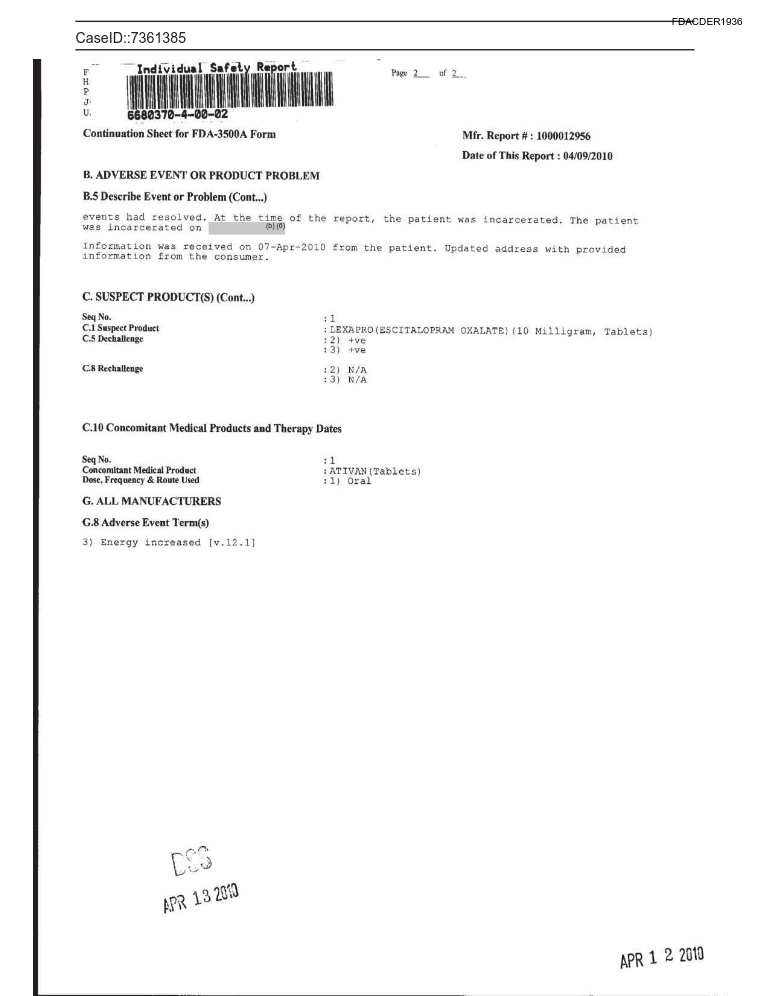 FDACDER1936
CaseID::7361385
F
H.
P.
J.
U.
Individual Safety Report
6680370-4-00-02
Page 2 of 2
Continuation Sheet for FDA-3500A Form
Mfr. Report # : 1000012956
Date of This Report : 04/09/2010
B. ADVERSE EVENT OR PRODUCT PROBLEM
B.5 Describe Event or Problem (Cont...)
events had resolved. At the time of the report, the patient was incarcerated. The patient
was incarcerated on (b) (6)
Information was received on 07-Apr-2010 from the patient. Updated address with provided
information from the consumer.
C. SUSPECT PRODUCT(S) (Cont...)
Seq No. : 1
C.1 Suspect Product : LEXAPRO(ESCITALOPRAM OXALATE)(10 Milligram, Tablets)
C.5 Dechallenge : 2) +ve
: 3) +ve
C.8 Rechallenge : 2) N/A
: 3) N/A
C.10 Concomitant Medical Products and Therapy Dates
Seq No. : 1
Concomitant Medical Product : ATIVAN(Tablets)
Dose, Frequency & Route Used : 1) Oral
G. ALL MANUFACTURERS
G.8 Adverse Event Term(s)
3) Energy increased [v.12.1]
DSS
APR 13 2010
APR 12 2010